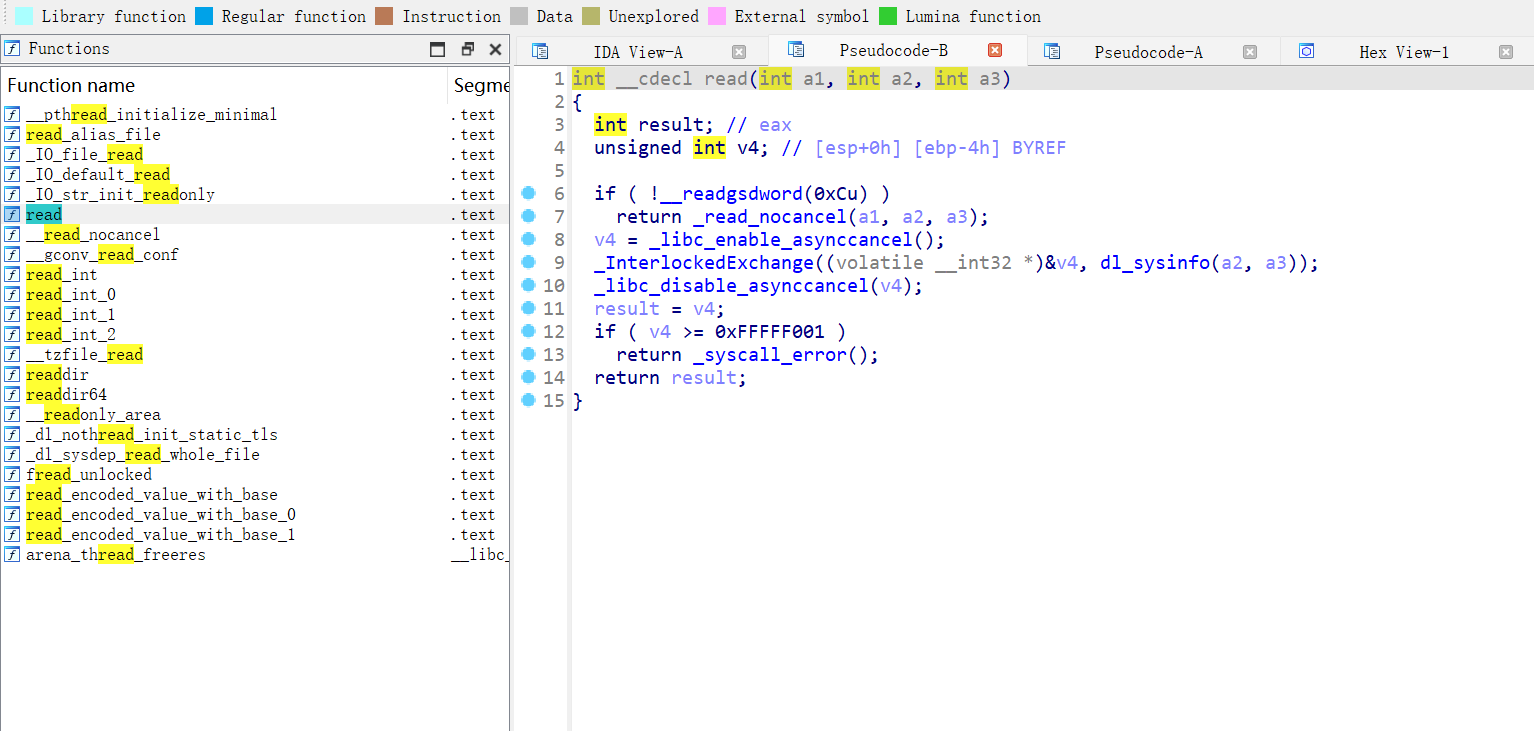 Library function Regular function Instruction Data Unexplored External symbol Lumina function
Functions
IDA View-A Pseudocode-B Pseudocode-A Hex View-1
Function name Segme
__pthread_initialize_minimal .text
read_alias_file .text
_IO_file_read .text
_IO_default_read .text
_IO_str_init_readonly .text
read .text
__read_nocancel .text
__gconv_read_conf .text
read_int .text
read_int_0 .text
read_int_1 .text
read_int_2 .text
__tzfile_read .text
readdir .text
readdir64 .text
__readonly_area .text
_dl_nothread_init_static_tls .text
_dl_sysdep_read_whole_file .text
fread_unlocked .text
read_encoded_value_with_base .text
read_encoded_value_with_base_0 .text
read_encoded_value_with_base_1 .text
arena_thread_freeres __libc_
1 int __cdecl read(int a1, int a2, int a3)
2 {
3 int result; // eax
4 unsigned int v4; // [esp+0h] [ebp-4h] BYREF
5
6 if ( !__readgsdword(0xCu) )
7 return _read_nocancel(a1, a2, a3);
8 v4 = _libc_enable_asynccancel();
9 _InterlockedExchange((volatile __int32 *)&v4, dl_sysinfo(a2, a3));
10 _libc_disable_asynccancel(v4);
11 result = v4;
12 if ( v4 >= 0xFFFFF001 )
13 return _syscall_error();
14 return result;
15 }